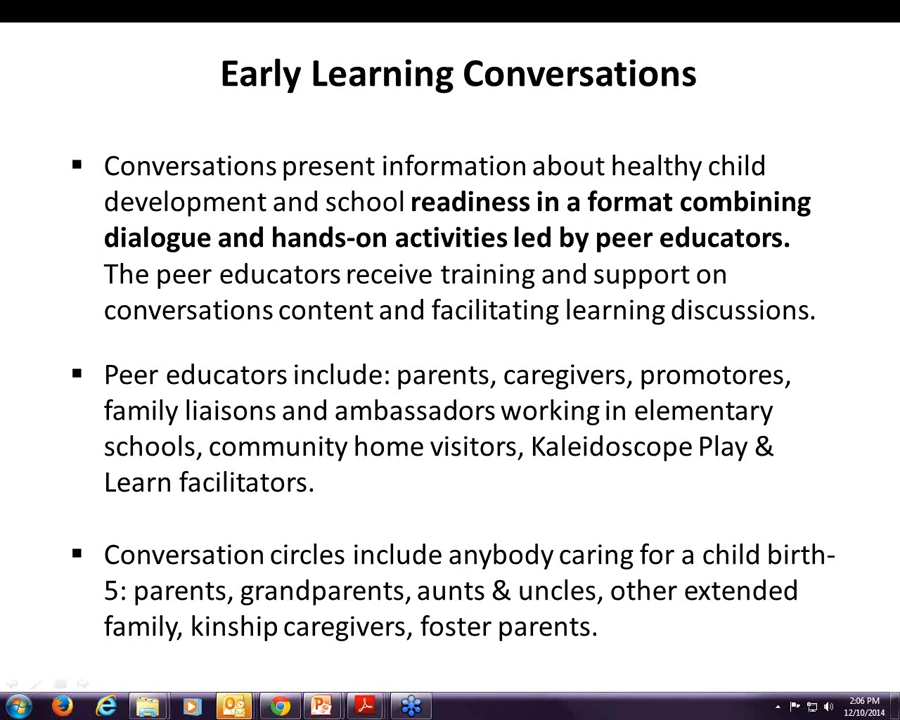 Early Learning Conversations
▪ Conversations present information about healthy child
development and school readiness in a format combining
dialogue and hands-on activities led by peer educators.
The peer educators receive training and support on
conversations content and facilitating learning discussions.
▪ Peer educators include: parents, caregivers, promotores,
family liaisons and ambassadors working in elementary
schools, community home visitors, Kaleidoscope Play &
Learn facilitators.
▪ Conversation circles include anybody caring for a child birth-
5: parents, grandparents, aunts & uncles, other extended
family, kinship caregivers, foster parents.
2:06 PM
12/10/2014